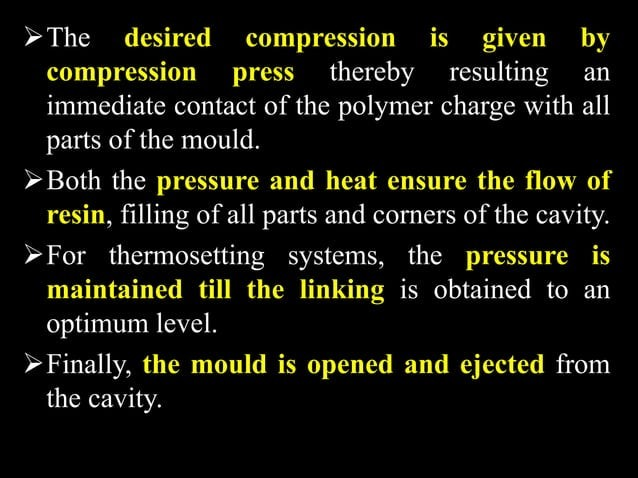 ➢The desired compression is given by
compression press thereby resulting an
immediate contact of the polymer charge with all
parts of the mould.
➢Both the pressure and heat ensure the flow of
resin, filling of all parts and corners of the cavity.
➢For thermosetting systems, the pressure is
maintained till the linking is obtained to an
optimum level.
➢Finally, the mould is opened and ejected from
the cavity.